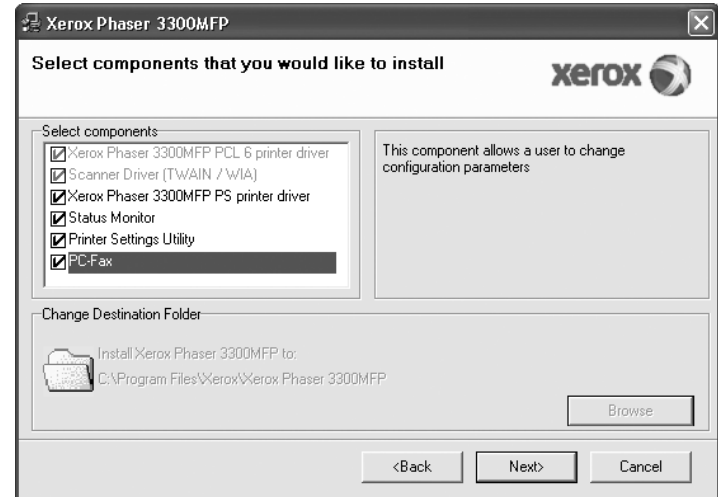 Xerox Phaser 3300MFP
Select components that you would like to install
xerox
Select components
Xerox Phaser 3300MFP PCL 6 printer driver
Scanner Driver (TWAIN / WIA)
Xerox Phaser 3300MFP PS printer driver
Status Monitor
Printer Settings Utility
PC-Fax
This component allows a user to change
configuration parameters
Change Destination Folder
Install Xerox Phaser 3300MFP to:
C:\Program Files\Xerox\Xerox Phaser 3300MFP
Browse
<Back
Next>
Cancel